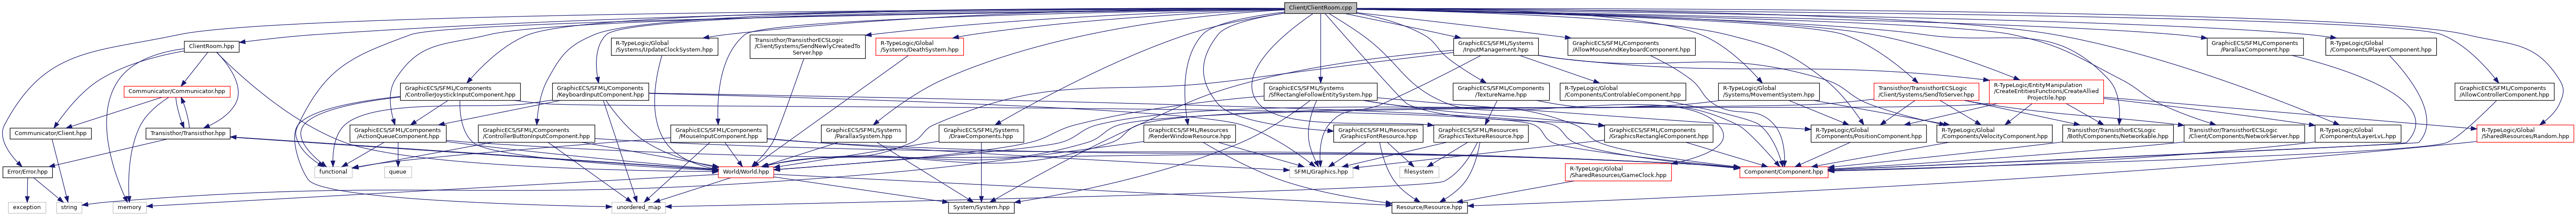 Client/ClientRoom.cpp
ClientRoom.hpp
R-TypeLogic/Global
/Systems/UpdateClockSystem.hpp
Transisthor/TransisthorECSLogic
/Client/Systems/SendNewlyCreatedTo
Server.hpp
R-TypeLogic/Global
/Systems/DeathSystem.hpp
GraphicECS/SFML/Systems
/InputManagement.hpp
GraphicECS/SFML/Components
/AllowMouseAndKeyboardComponent.hpp
GraphicECS/SFML/Components
/ParallaxComponent.hpp
R-TypeLogic/Global
/Components/PlayerComponent.hpp
Communicator/Communicator.hpp
GraphicECS/SFML/Components
/ControllerJoystickInputComponent.hpp
GraphicECS/SFML/Components
/KeyboardInputComponent.hpp
GraphicECS/SFML/Systems
/SfRectangleFollowEntitySystem.hpp
GraphicECS/SFML/Components
/TextureName.hpp
R-TypeLogic/Global
/Components/ControlableComponent.hpp
R-TypeLogic/Global
/Systems/MovementSystem.hpp
Transisthor/TransisthorECSLogic
/Client/Systems/SendToServer.hpp
R-TypeLogic/EntityManipulation
/CreateEntitiesFunctions/CreateAllied
Projectile.hpp
GraphicECS/SFML/Components
/AllowControllerComponent.hpp
Communicator/Client.hpp
Transisthor/Transisthor.hpp
GraphicECS/SFML/Components
/ActionQueueComponent.hpp
GraphicECS/SFML/Components
/ControllerButtonInputComponent.hpp
GraphicECS/SFML/Components
/MouseInputComponent.hpp
GraphicECS/SFML/Systems
/ParallaxSystem.hpp
GraphicECS/SFML/Systems
/DrawComponents.hpp
GraphicECS/SFML/Resources
/RenderWindowResource.hpp
GraphicECS/SFML/Resources
/GraphicsFontResource.hpp
GraphicECS/SFML/Resources
/GraphicsTextureResource.hpp
GraphicECS/SFML/Components
/GraphicsRectangleComponent.hpp
R-TypeLogic/Global
/Components/PositionComponent.hpp
R-TypeLogic/Global
/Components/VelocityComponent.hpp
Transisthor/TransisthorECSLogic
/Both/Components/Networkable.hpp
Transisthor/TransisthorECSLogic
/Client/Components/NetworkServer.hpp
R-TypeLogic/Global
/Components/LayerLvL.hpp
R-TypeLogic/Global
/SharedResources/Random.hpp
Error/Error.hpp
functional
queue
World/World.hpp
SFML/Graphics.hpp
filesystem
R-TypeLogic/Global
/SharedResources/GameClock.hpp
Component/Component.hpp
exception
string
memory
unordered_map
System/System.hpp
Resource/Resource.hpp